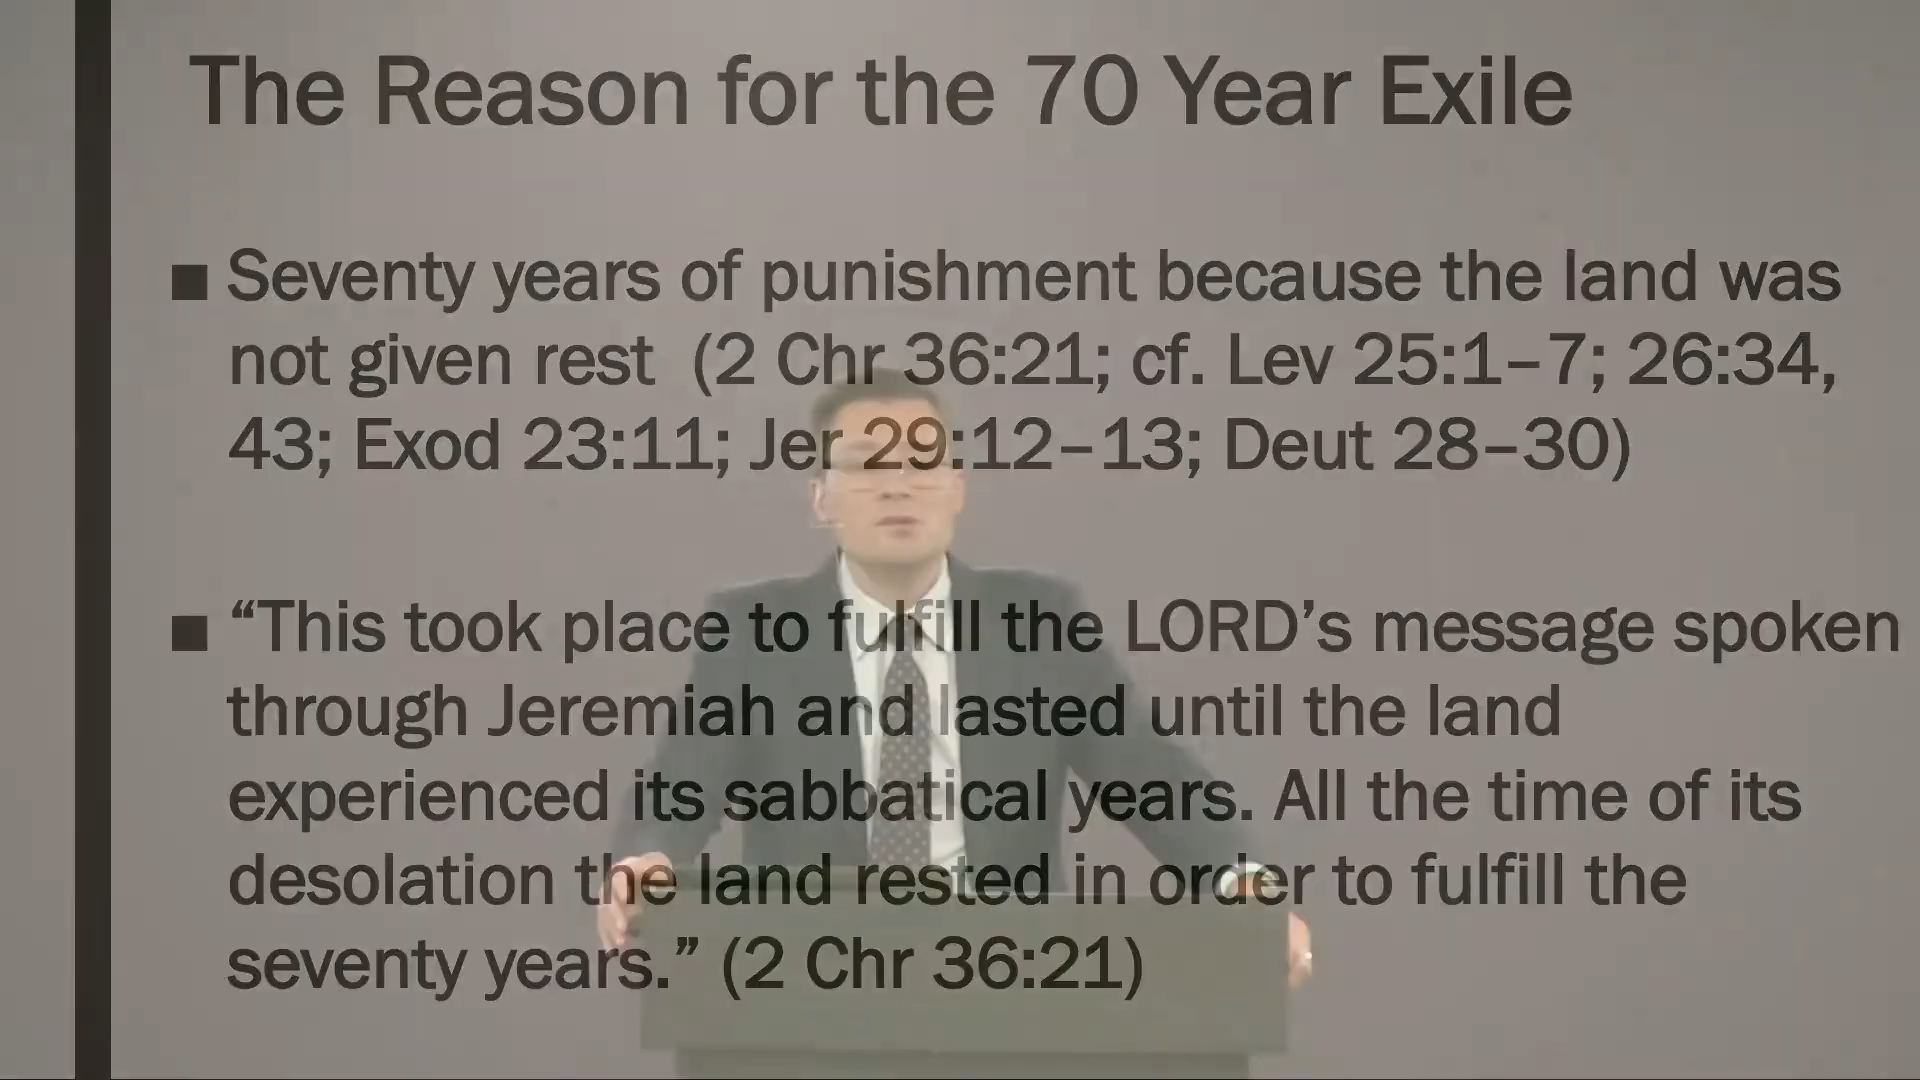 The Reason for the 70 Year Exile
■ Seventy years of punishment because the land was
not given rest (2 Chr 36:21; cf. Lev 25:1–7; 26:34,
43; Exod 23:11; Jer 29:12–13; Deut 28–30)
■ “This took place to fulfill the LORD’s message spoken
through Jeremiah and lasted until the land
experienced its sabbatical years. All the time of its
desolation the land rested in order to fulfill the
seventy years.” (2 Chr 36:21)